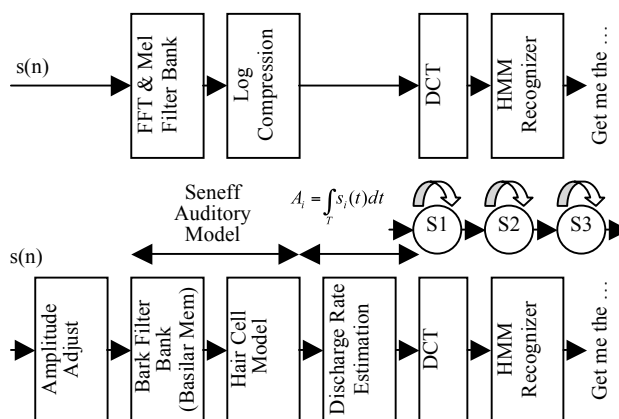 s(n)
FFT & Mel
Filter Bank
Log
Compression
DCT
HMM
Recognizer
Get me the …
Seneff
Auditory
Model
A_i = ∫_T s_i(t)dt
S1
S2
S3
s(n)
Amplitude
Adjust
Bark Filter
Bank
(Basilar Mem)
Hair Cell
Model
Discharge Rate
Estimation
DCT
HMM
Recognizer
Get me the …